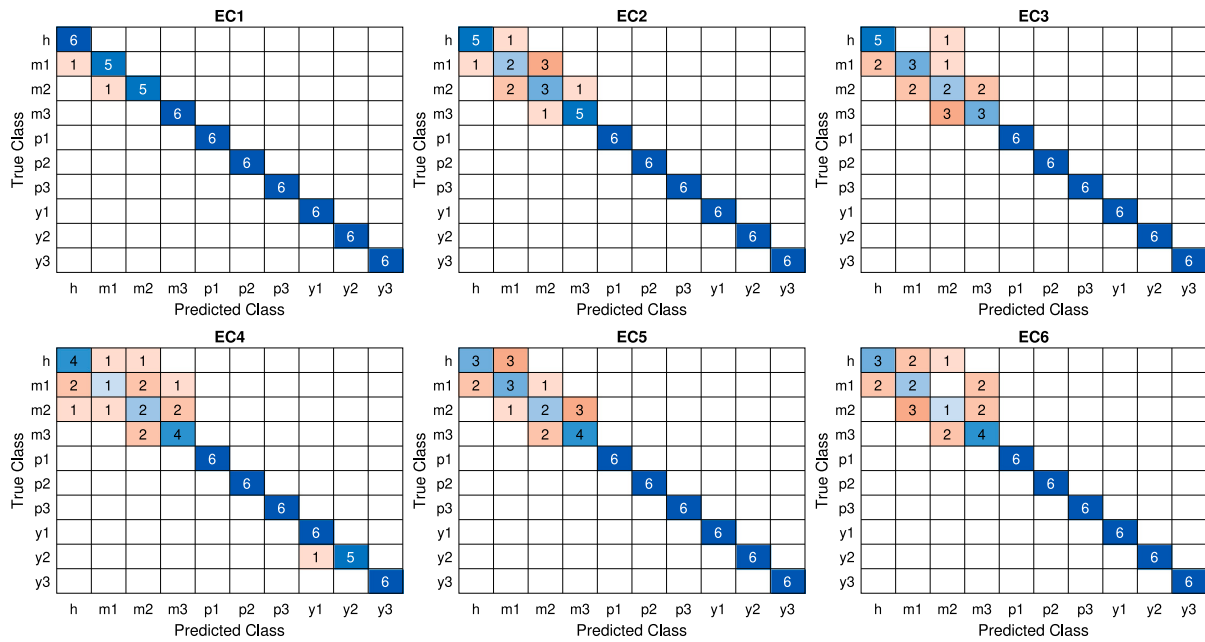 EC1
h 6
m1 1 5
m2 1 5
m3 6
p1 6
p2 6
p3 6
y1 6
y2 6
y3 6
h m1 m2 m3 p1 p2 p3 y1 y2 y3
Predicted Class
True Class
EC2
h 5 1
m1 1 2 3
m2 2 3 1
m3 1 5
p1 6
p2 6
p3 6
y1 6
y2 6
y3 6
h m1 m2 m3 p1 p2 p3 y1 y2 y3
Predicted Class
True Class
EC3
h 5 1
m1 2 3 1
m2 2 2 2
m3 3 3
p1 6
p2 6
p3 6
y1 6
y2 6
y3 6
h m1 m2 m3 p1 p2 p3 y1 y2 y3
Predicted Class
True Class
EC4
h 4 1 1
m1 2 1 2 1
m2 1 1 2 2
m3 2 4
p1 6
p2 6
p3 6
y1 6
y2 1 5
y3 6
h m1 m2 m3 p1 p2 p3 y1 y2 y3
Predicted Class
True Class
EC5
h 3 3
m1 2 3 1
m2 1 2 3
m3 2 4
p1 6
p2 6
p3 6
y1 6
y2 6
y3 6
h m1 m2 m3 p1 p2 p3 y1 y2 y3
Predicted Class
True Class
EC6
h 3 2 1
m1 2 2 2
m2 3 1 2
m3 2 4
p1 6
p2 6
p3 6
y1 6
y2 6
y3 6
h m1 m2 m3 p1 p2 p3 y1 y2 y3
Predicted Class
True Class